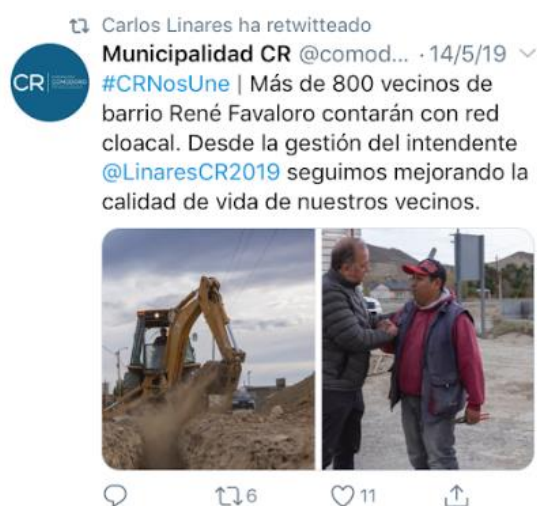 Carlos Linares ha retwitteado
Municipalidad CR @comod... · 14/5/19
CR
#CRNosUne | Más de 800 vecinos de
barrio René Favaloro contarán con red
cloacal. Desde la gestión del intendente
@LinaresCR2019 seguimos mejorando la
calidad de vida de nuestros vecinos.
6
11